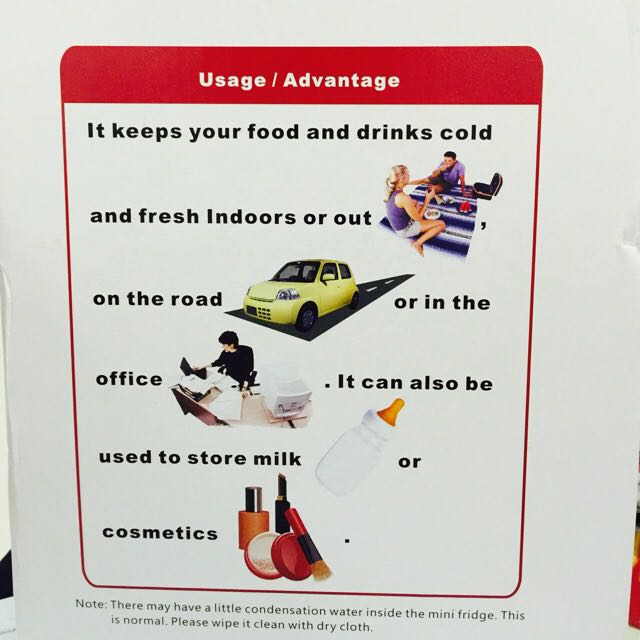 Usage / Advantage
It keeps your food and drinks cold
and fresh Indoors or out ,
on the road or in the
office . It can also be
used to store milk or
cosmetics .
Note: There may have a little condensation water inside the mini fridge. This
is normal. Please wipe it clean with dry cloth.